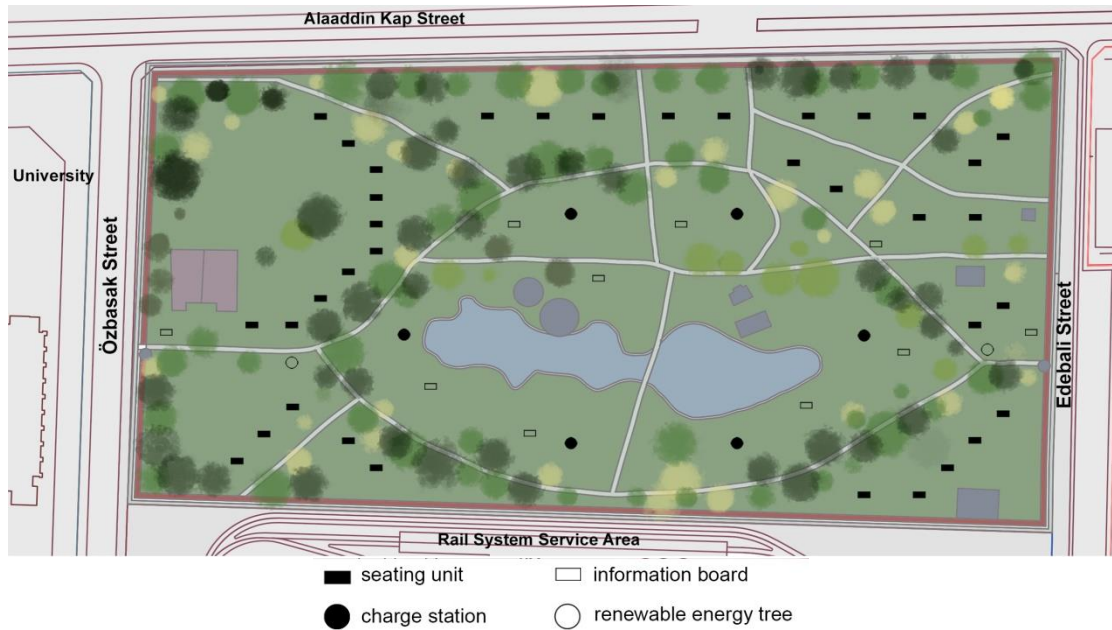 Alaaddin Kap Street
University
Özbasak Street
Edebali Street
Rail System Service Area
seating unit
information board
charge station
renewable energy tree